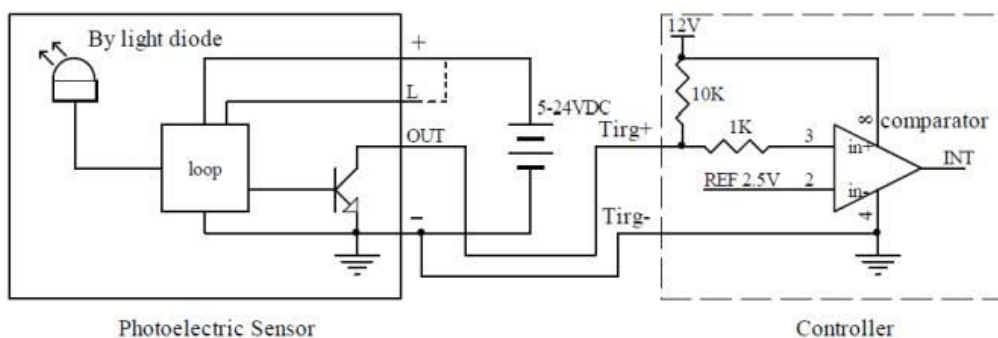 By light diode
loop
+
L
OUT
−
5-24VDC
Tirg+
Tirg-
12V
10K
1K
REF 2.5V
3
2
in+
in-
8
4
comparator
INT
Photoelectric Sensor
Controller